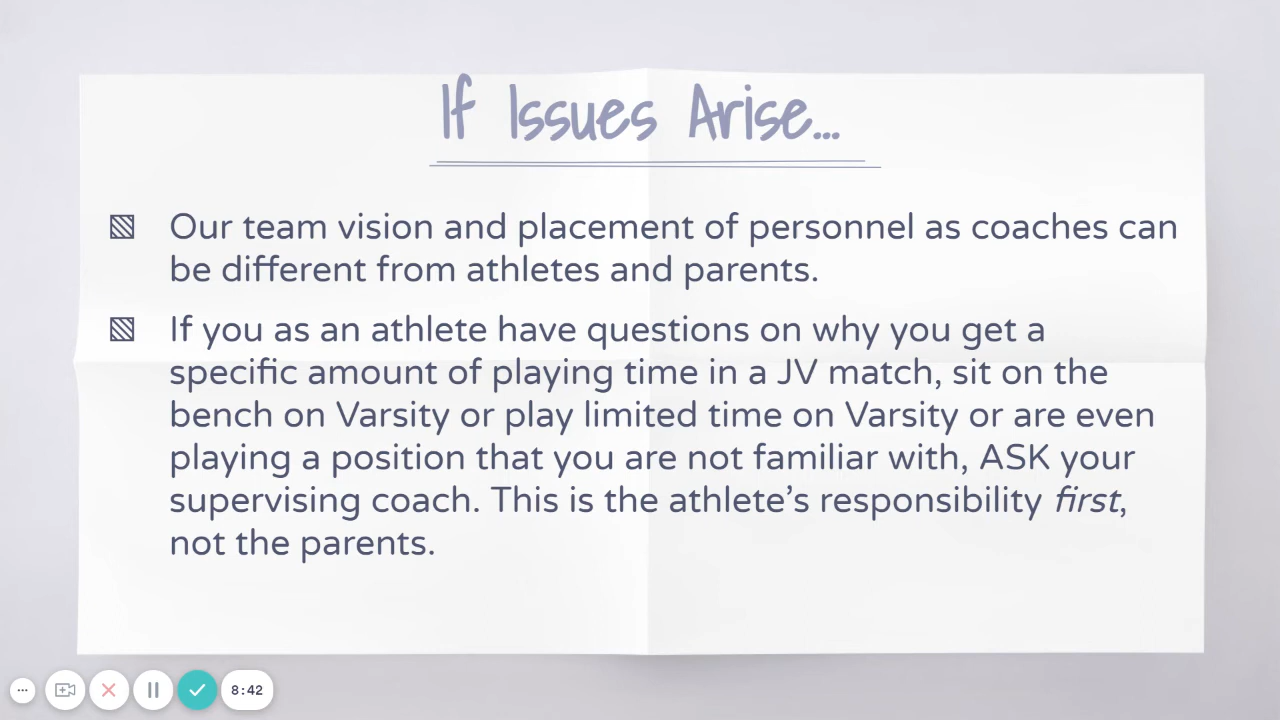 If Issues Arise...
Our team vision and placement of personnel as coaches can
be different from athletes and parents.
If you as an athlete have questions on why you get a
specific amount of playing time in a JV match, sit on the
bench on Varsity or play limited time on Varsity or are even
playing a position that you are not familiar with, ASK your
supervising coach. This is the athlete’s responsibility first,
not the parents.
8:42